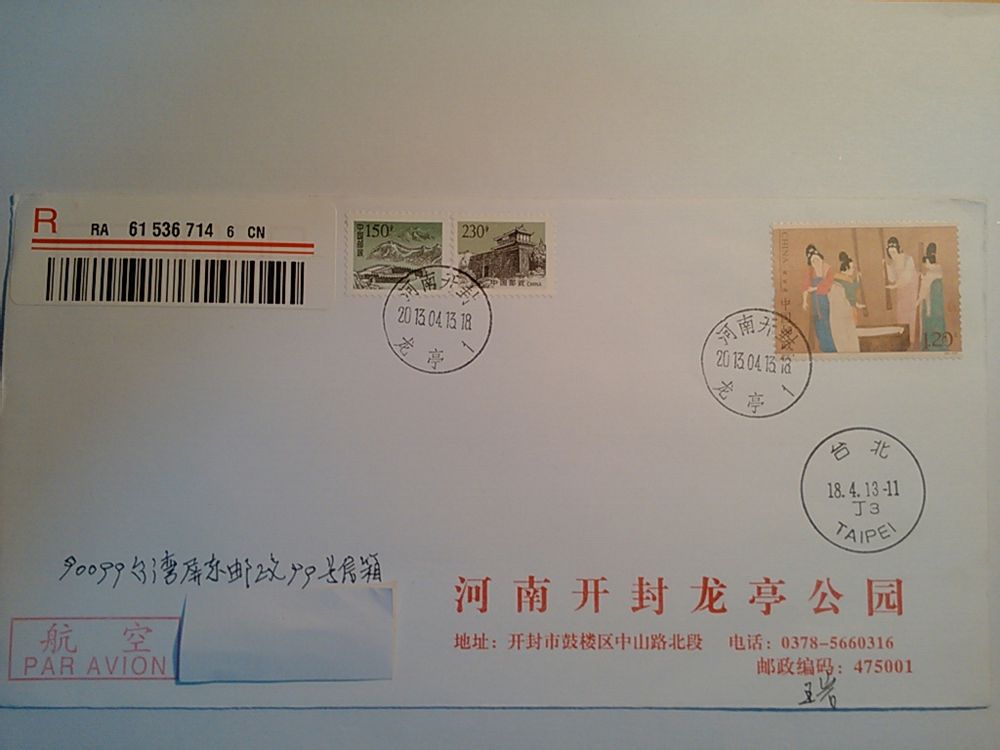 R
RA 61 536 714 6 CN
中国邮政
150分
230分
中国邮政 CHINA
CHINA
中国邮政
1.20
河南开封
2013.04.13.18
龙亭 1
河南开封
2013.04.13.18
龙亭 1
台北
18.4.13-11
丁3
TAIPEI
90099台湾屏东邮政99号信箱
航空
PAR AVION
河南开封龙亭公园
地址：开封市鼓楼区中山路北段 电话：0378-5660316
邮政编码：475001
王岩